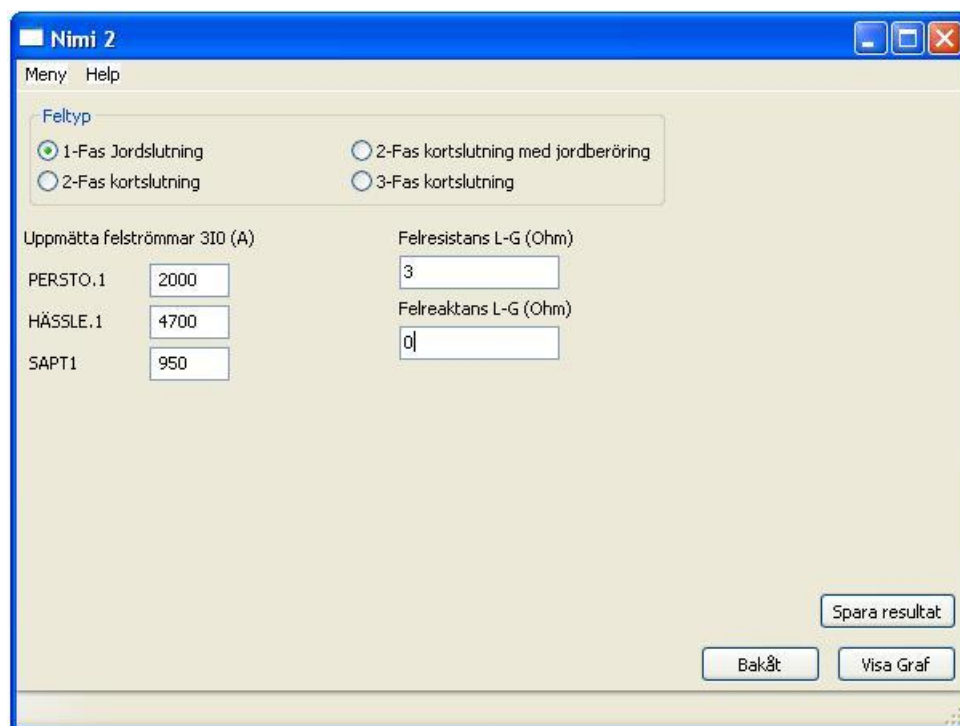 Nimi 2
Meny Help
Feltyp
1-Fas Jordslutning
2-Fas kortslutning med jordberöring
2-Fas kortslutning
3-Fas kortslutning
Uppmätta felströmmar 3I0 (A)
PERSTO.1 2000
HÄSSLE.1 4700
SAPT1 950
Felresistans L-G (Ohm)
3
Felreaktans L-G (Ohm)
0
Spara resultat
Bakåt
Visa Graf